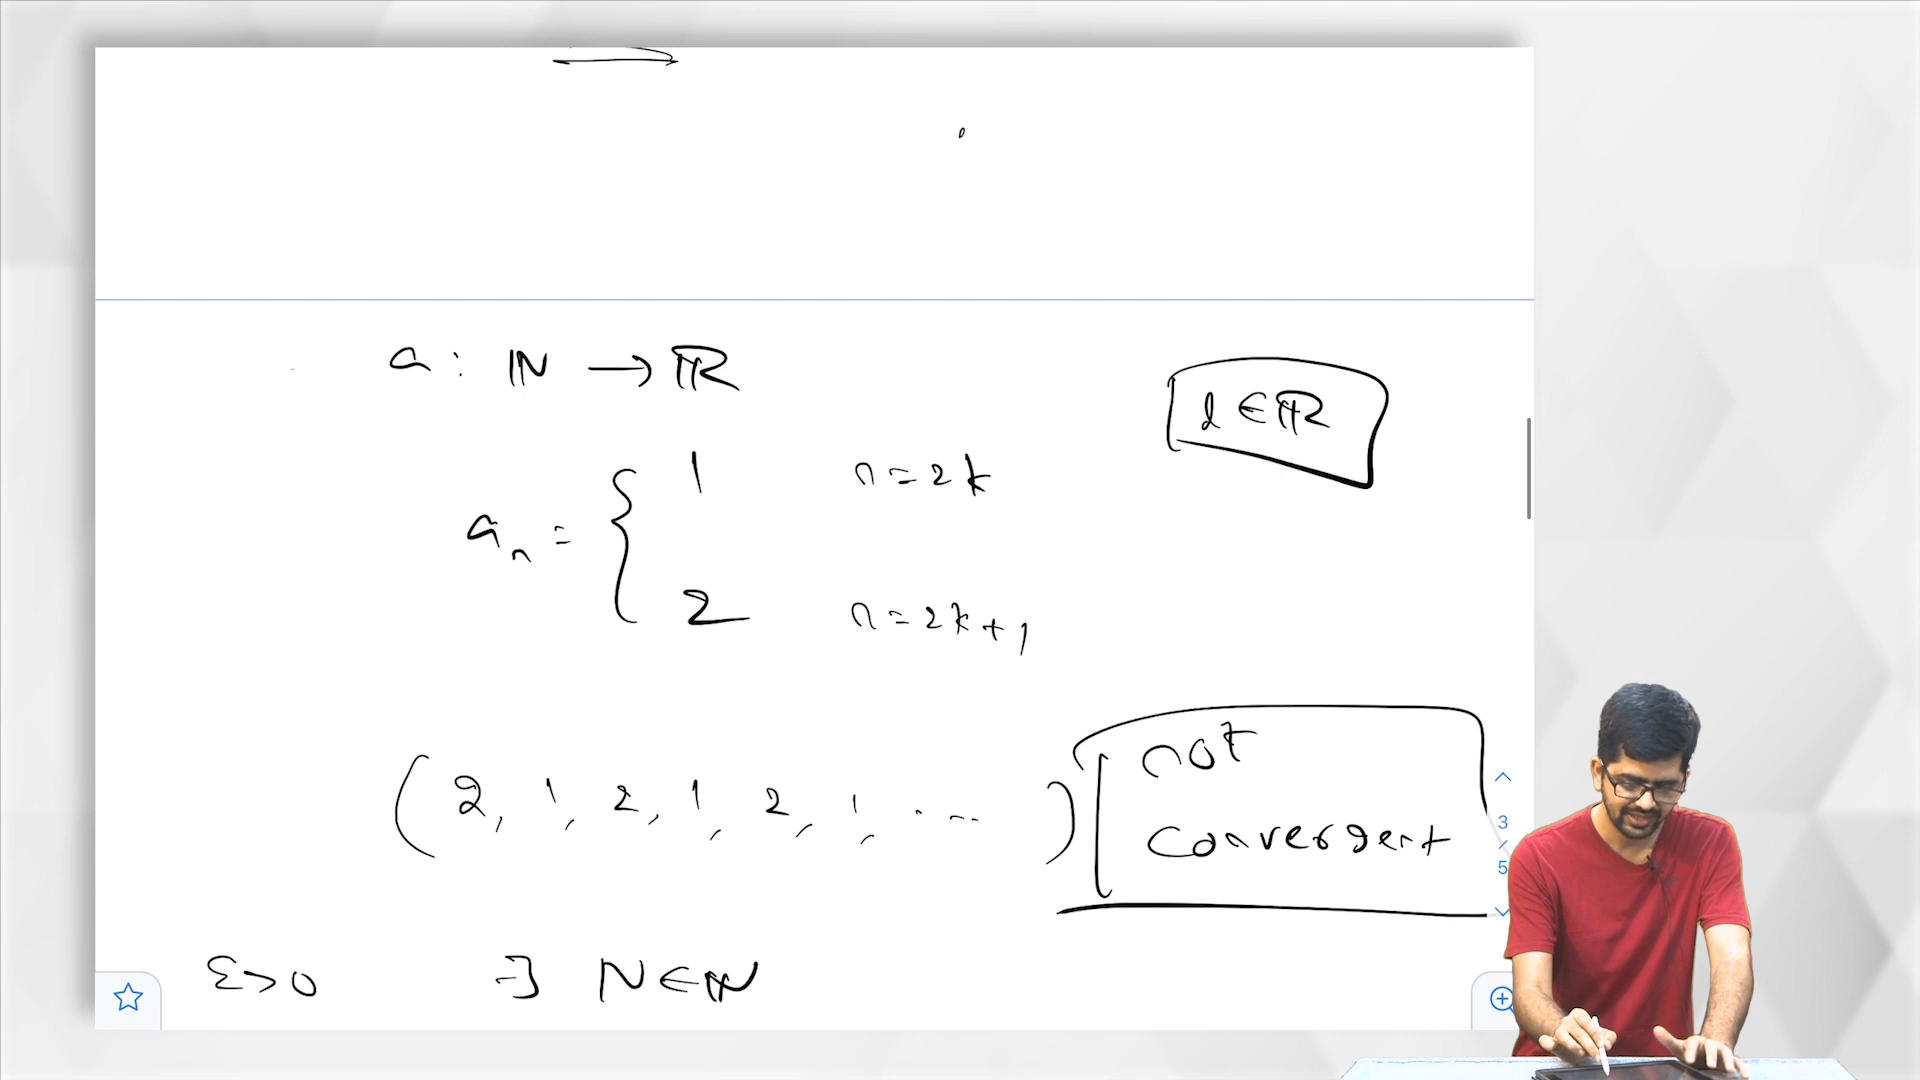 a : ℕ → ℝ
l ∈ ℝ
aₙ = { 1 n = 2k
2 n = 2k+1
(2, 1, 2, 1, 2, 1, ....)
not
convergent
3
/
5
ε>0 ∃ N∈ℕ